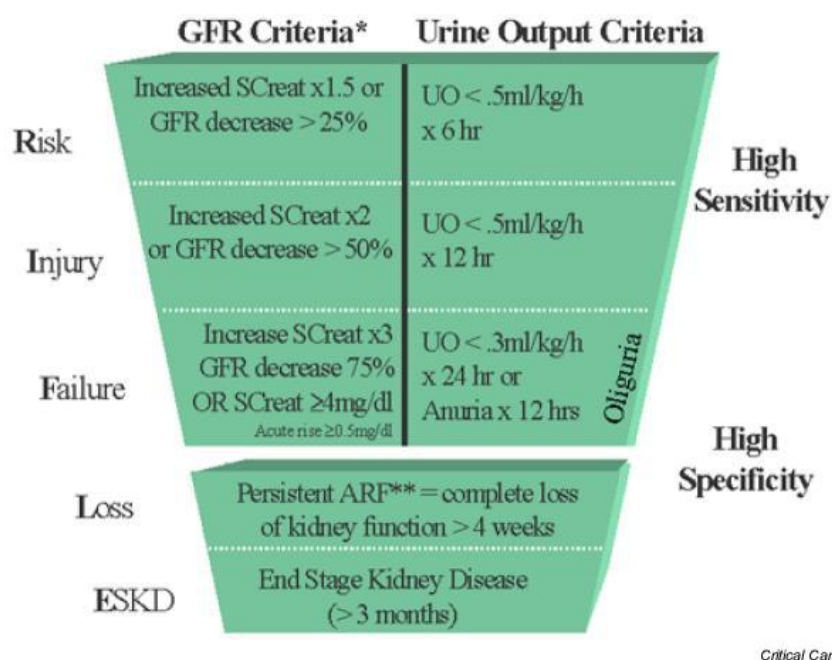 GFR Criteria* Urine Output Criteria
Risk
Increased SCreat x1.5 or
GFR decrease > 25%
UO < .5ml/kg/h
x 6 hr
High
Sensitivity
Injury
Increased SCreat x2
or GFR decrease > 50%
UO < .5ml/kg/h
x 12 hr
Failure
Increase SCreat x3
GFR decrease 75%
OR SCreat ≥4mg/dl
Acute rise ≥0.5mg/dl
UO < .3ml/kg/h
x 24 hr or
Anuria x 12 hrs
Oliguria
High
Specificity
Loss
Persistent ARF** = complete loss
of kidney function > 4 weeks
ESKD
End Stage Kidney Disease
(> 3 months)
Critical Car